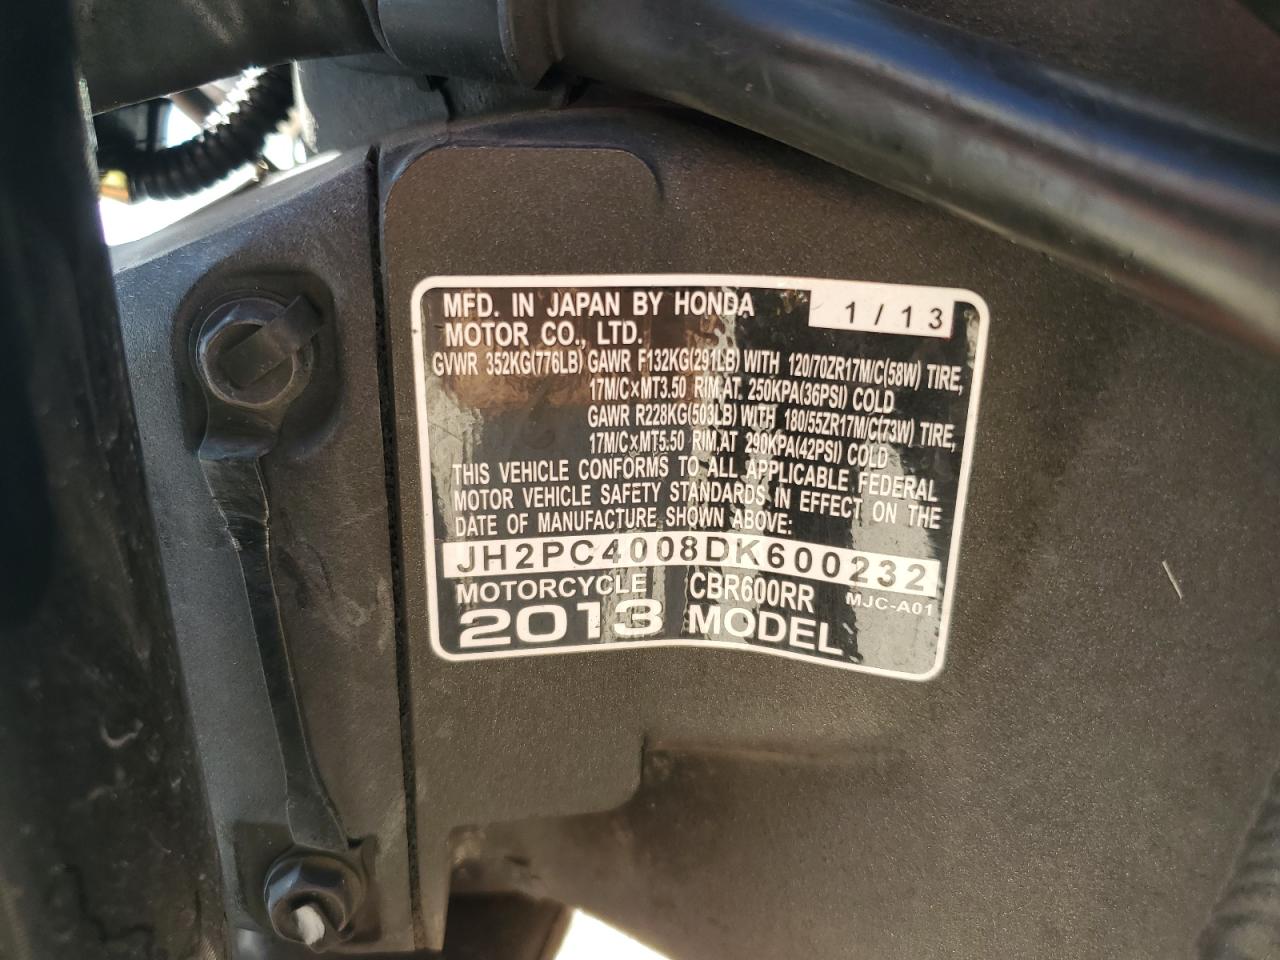 MFD. IN JAPAN BY HONDA 1/13
MOTOR CO., LTD.
GVWR 352KG(776LB) GAWR F132KG(291LB) WITH 120/70ZR17M/C(58W) TIRE,
17M/C×MT3.50 RIM,AT 250KPA(36PSI) COLD
GAWR R228KG(503LB) WITH 180/55ZR17M/C(73W) TIRE,
17M/C×MT5.50 RIM,AT 290KPA(42PSI) COLD
THIS VEHICLE CONFORMS TO ALL APPLICABLE FEDERAL
MOTOR VEHICLE SAFETY STANDARDS IN EFFECT ON THE
DATE OF MANUFACTURE SHOWN ABOVE:
JH2PC4008DK600232
MOTORCYCLE CBR600RR MJC-A01
2013 MODEL